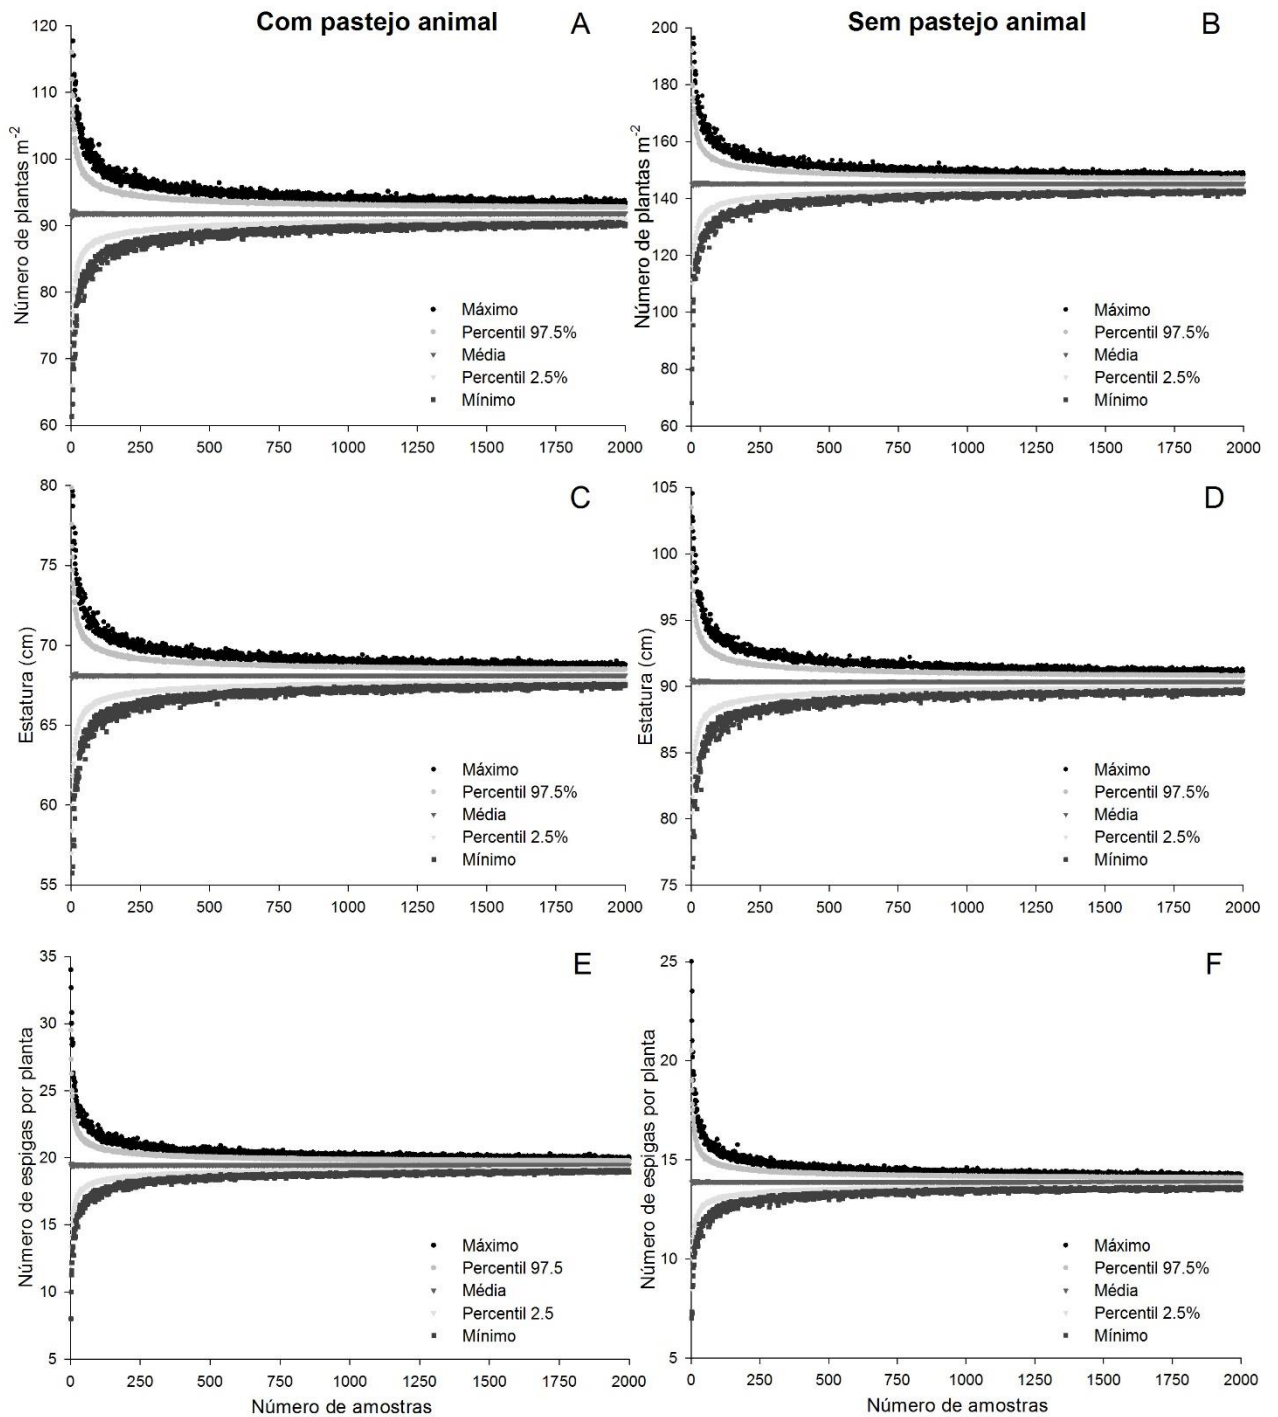 Com pastejo animal
A
Número de plantas m-2
120
110
100
90
80
70
60
Máximo
Percentil 97.5%
Média
Percentil 2.5%
Mínimo
0 250 500 750 1000 1250 1500 1750 2000
Sem pastejo animal
B
Número de plantas m-2
200
180
160
140
120
100
80
60
Máximo
Percentil 97.5%
Média
Percentil 2.5%
Mínimo
0 250 500 750 1000 1250 1500 1750 2000
C
Estatura (cm)
80
75
70
65
60
55
Máximo
Percentil 97.5%
Média
Percentil 2.5%
Mínimo
0 250 500 750 1000 1250 1500 1750 2000
D
Estatura (cm)
105
100
95
90
85
80
75
Máximo
Percentil 97.5%
Média
Percentil 2.5%
Mínimo
0 250 500 750 1000 1250 1500 1750 2000
E
Número de espigas por planta
35
30
25
20
15
10
5
Máximo
Percentil 97.5
Média
Percentil 2.5
Mínimo
0 250 500 750 1000 1250 1500 1750 2000
Número de amostras
F
Número de espigas por planta
25
20
15
10
5
Máximo
Percentil 97.5%
Média
Percentil 2.5%
Mínimo
0 250 500 750 1000 1250 1500 1750 2000
Número de amostras